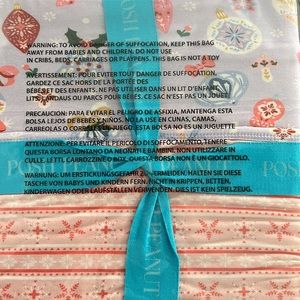 WARNING: TO AVOID DANGER OF SUFFOCATION, KEEP THIS BAG
AWAY FROM BABIES AND CHILDREN. DO NOT USE
IN CRIBS, BEDS, CARRIAGES OR PLAYPENS. THIS BAG IS NOT A TOY
AVERTISSEMENT: POUR EVITER TOUT DANGER DE SUFFOCATION,
GARDEZ CE SAC HORS DE LA PORTÉE DES
BÉBÉS ET DES ENFANTS. NE PAS UTILISER DANS UN LIT D'ENFANT,
LITS, LANDAUS OU PARCS POUR BÉBÉS. CE SAC N'EST PAS UN JOUET
PRECAUCION: PARA EVITAR EL PELIGRO DE ASFIXIA, MANTENGA ESTA
BOLSA LEJOS DE BEBÉS Y NIÑOS. NO LA USE EN CUNAS, CAMAS,
CARREOLAS O CORRALES DE JUEGO. ESTA BOLSA NO ES UN JUGUETE
ATTENZIONE: PER EVITARE IL PERICOLO DI SOFFOCAMENTO, TENERE
QUESTA BORSA LONTANO DA NEONATI E BAMBINI. NON UTILIZZARE IN
CULLE, LETTI, CARROZZINE O BOX. QUESTA BORSA NON È UN GIOCATTOLO.
WARNUNG: UM ERSTICKUNGSGEFAHR ZU VERMEIDEN, HALTEN SIE DIESE
TASCHE VON BABYS UND KINDERN FERN. NICHT IN KRIPPEN, BETTEN,
KINDERWAGEN ODER LAUFSTÄLLEN VERWENDEN. DIES IST KEIN SPIELZEUG.